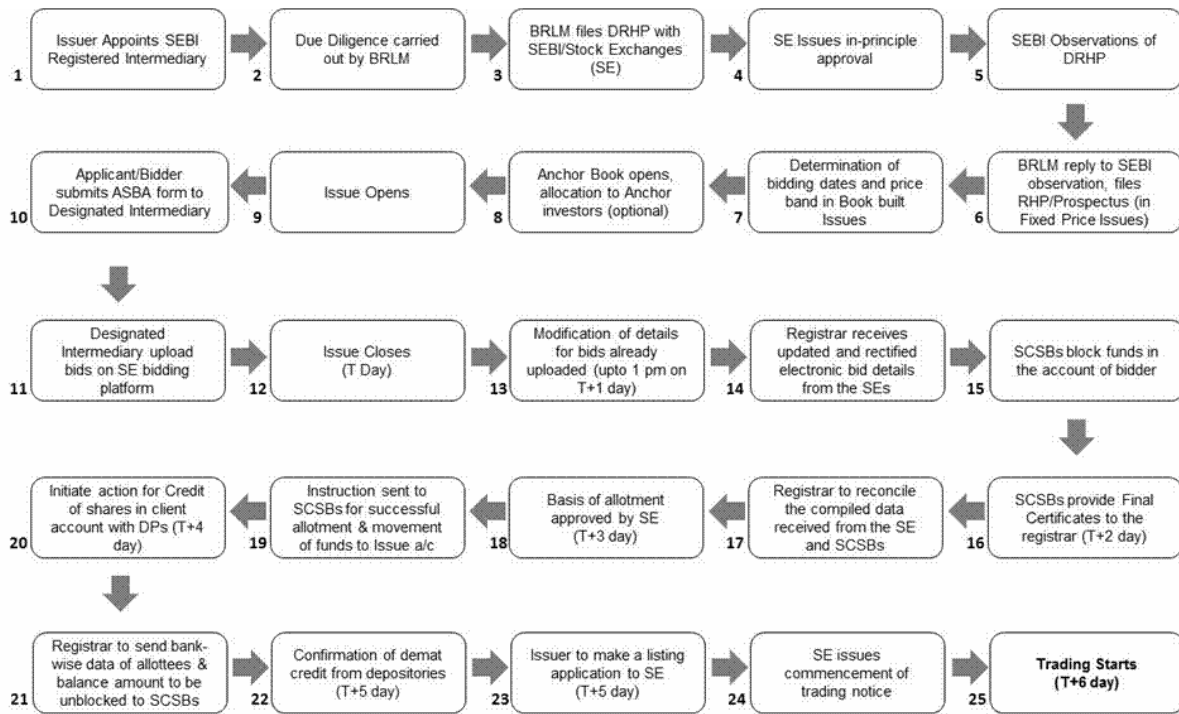 Issuer Appoints SEBI
Registered Intermediary
1
Due Diligence carried
out by BRLM
2
BRLM files DRHP with
SEBI/Stock Exchanges
(SE)
3
SE Issues in-principle
approval
4
SEBI Observations of
DRHP
5
BRLM reply to SEBI
observation, files
RHP/Prospectus (in
Fixed Price Issues)
6
Determination of
bidding dates and price
band in Book built
Issues
7
Anchor Book opens,
allocation to Anchor
investors (optional)
8
Issue Opens
9
Applicant/Bidder
submits ASBA form to
Designated Intermediary
10
Designated
Intermediary upload
bids on SE bidding
platform
11
Issue Closes
(T Day)
12
Modification of details
for bids already
uploaded (upto 1 pm on
T+1 day)
13
Registrar receives
updated and rectified
electronic bid details
from the SEs
14
SCSBs block funds in
the account of bidder
15
SCSBs provide Final
Certificates to the
registrar (T+2 day)
16
Registrar to reconcile
the compiled data
received from the SE
and SCSBs
17
Basis of allotment
approved by SE
(T+3 day)
18
Instruction sent to
SCSBs for successful
allotment & movement
of funds to Issue a/c
19
Initiate action for Credit
of shares in client
account with DPs (T+4
day)
20
Registrar to send bank-
wise data of allottees &
balance amount to be
unblocked to SCSBs
21
Confirmation of demat
credit from depositories
(T+5 day)
22
Issuer to make a listing
application to SE
(T+5 day)
23
SE issues
commencement of
trading notice
24
Trading Starts
(T+6 day)
25